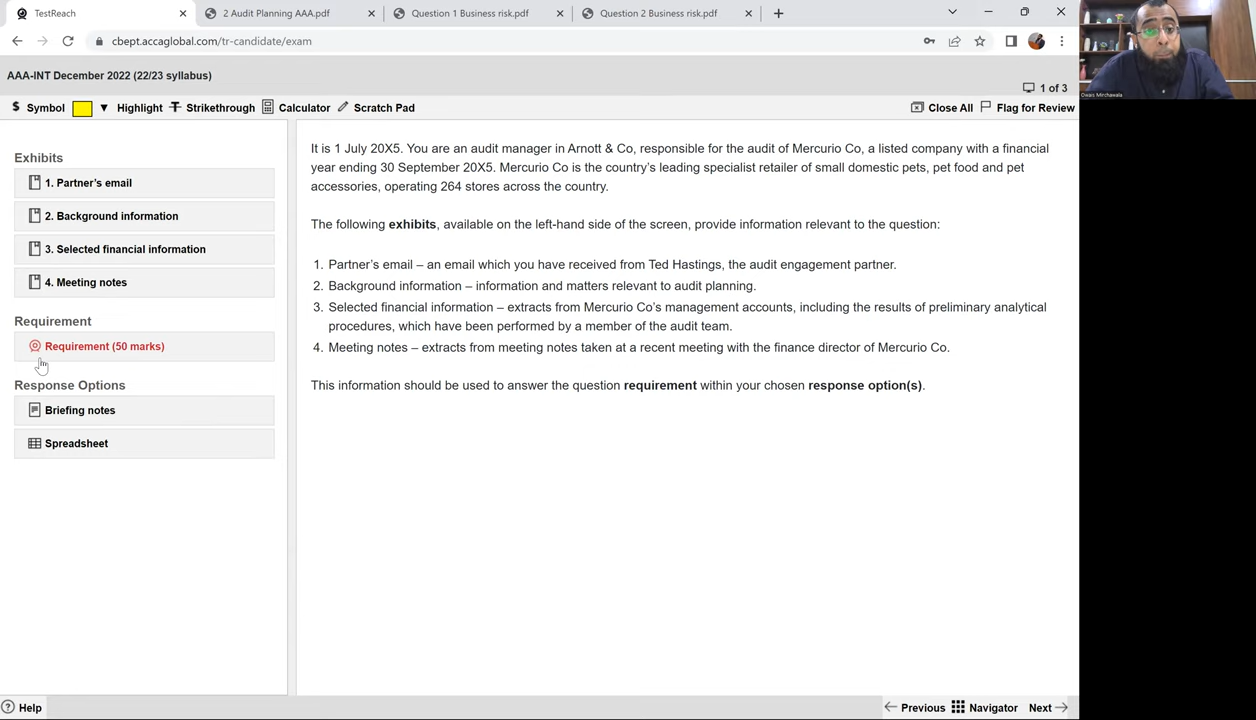 TestReach
2 Audit Planning AAA.pdf
Question 1 Business risk.pdf
Question 2 Business risk.pdf
cbept.accaglobal.com/tr-candidate/exam
AAA-INT December 2022 (22/23 syllabus)
1 of 3
$ Symbol Highlight Strikethrough Calculator Scratch Pad Close All Flag for Review
Exhibits
1. Partner's email
2. Background information
3. Selected financial information
4. Meeting notes
Requirement
Requirement (50 marks)
Response Options
Briefing notes
Spreadsheet
It is 1 July 20X5. You are an audit manager in Arnott & Co, responsible for the audit of Mercurio Co, a listed company with a financial
year ending 30 September 20X5. Mercurio Co is the country's leading specialist retailer of small domestic pets, pet food and pet
accessories, operating 264 stores across the country.
The following exhibits, available on the left-hand side of the screen, provide information relevant to the question:
1. Partner's email – an email which you have received from Ted Hastings, the audit engagement partner.
2. Background information – information and matters relevant to audit planning.
3. Selected financial information – extracts from Mercurio Co's management accounts, including the results of preliminary analytical
procedures, which have been performed by a member of the audit team.
4. Meeting notes – extracts from meeting notes taken at a recent meeting with the finance director of Mercurio Co.
This information should be used to answer the question requirement within your chosen response option(s).
Help
Previous Navigator Next
Owais Mirchawala